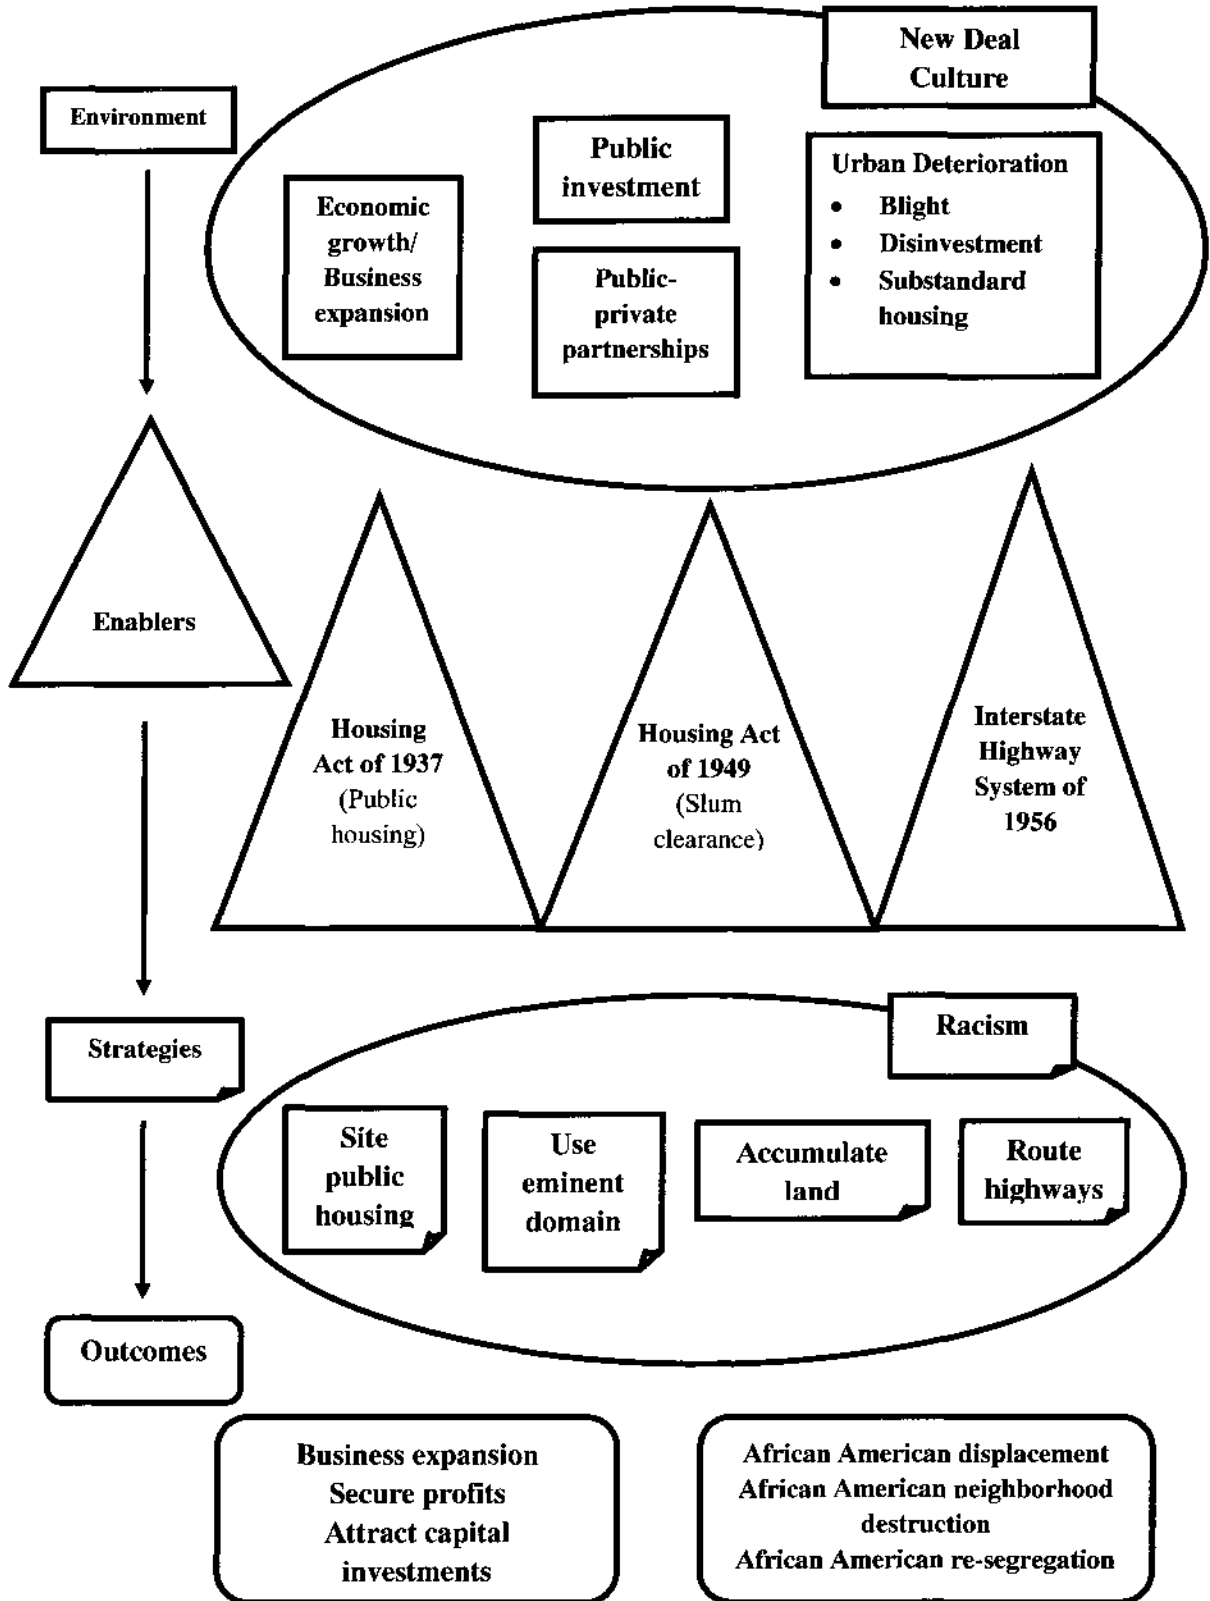 New Deal
Culture
Environment
Economic
growth/
Business
expansion
Public
investment
Public-
private
partnerships
Urban Deterioration
• Blight
• Disinvestment
• Substandard
housing
Enablers
Housing
Act of 1937
(Public
housing)
Housing Act
of 1949
(Slum
clearance)
Interstate
Highway
System of
1956
Strategies
Racism
Site
public
housing
Use
eminent
domain
Accumulate
land
Route
highways
Outcomes
Business expansion
Secure profits
Attract capital
investments
African American displacement
African American neighborhood
destruction
African American re-segregation